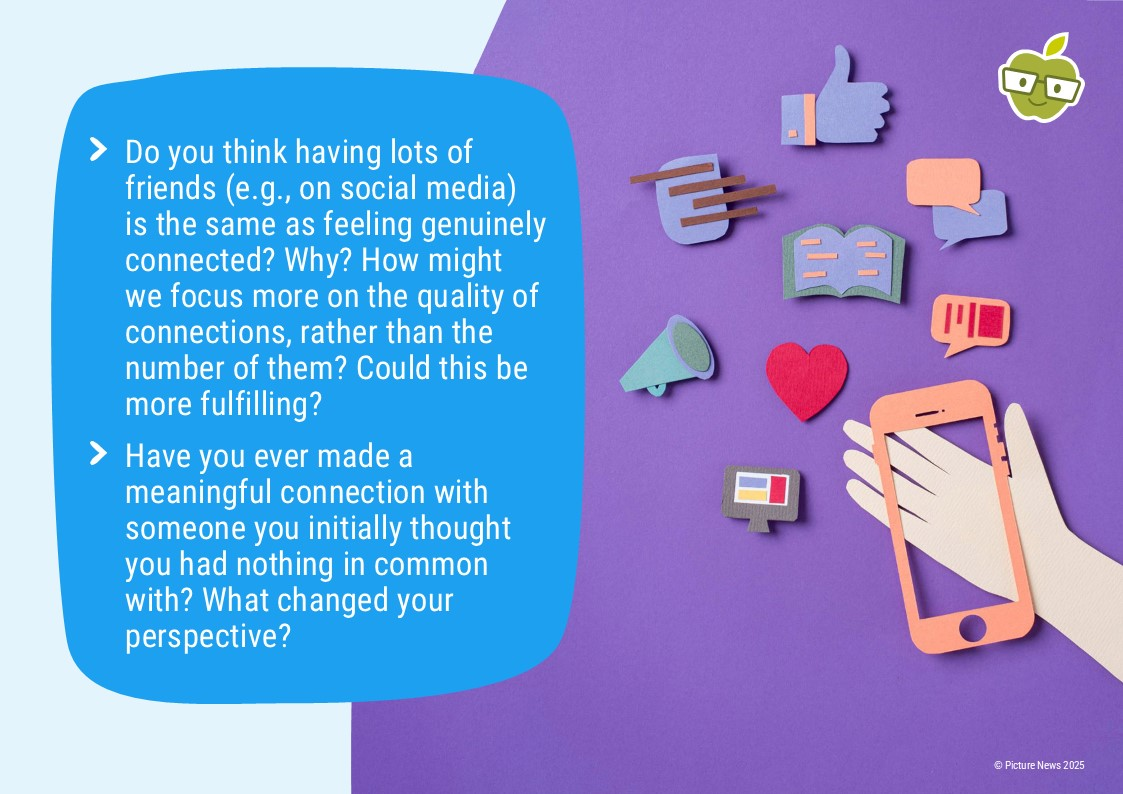 Do you think having lots of
friends (e.g., on social media)
is the same as feeling genuinely
connected? Why? How might
we focus more on the quality of
connections, rather than the
number of them? Could this be
more fulfilling?
Have you ever made a
meaningful connection with
someone you initially thought
you had nothing in common
with? What changed your
perspective?
© Picture News 2025